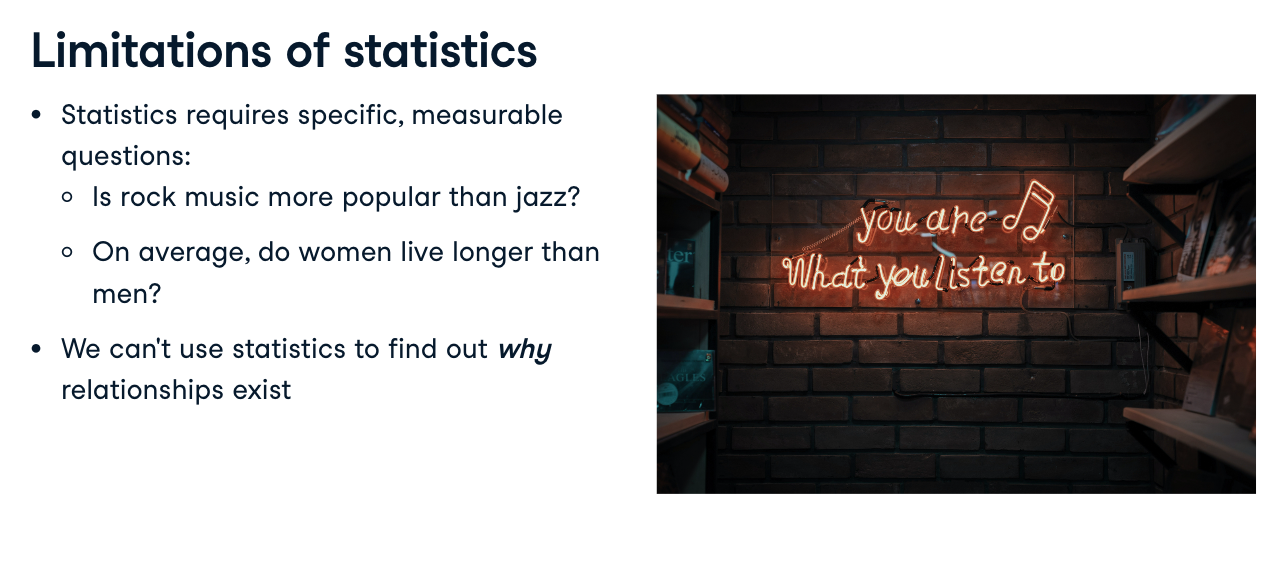 Limitations of statistics
• Statistics requires specific, measurable
questions:
◦ Is rock music more popular than jazz?
◦ On average, do women live longer than
men?
• We can't use statistics to find out why
relationships exist
you are
What you listen to